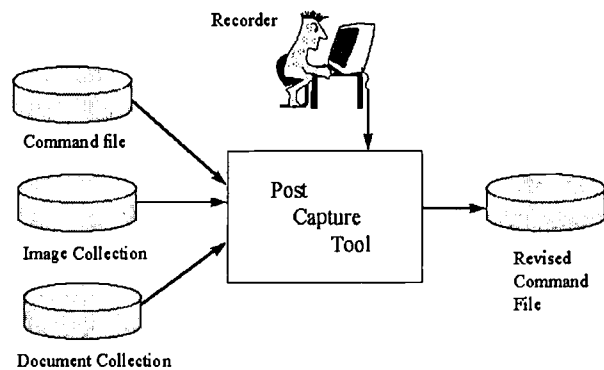 Recorder
Command file
Image Collection
Document Collection
Post
Capture
Tool
Revised
Command
File